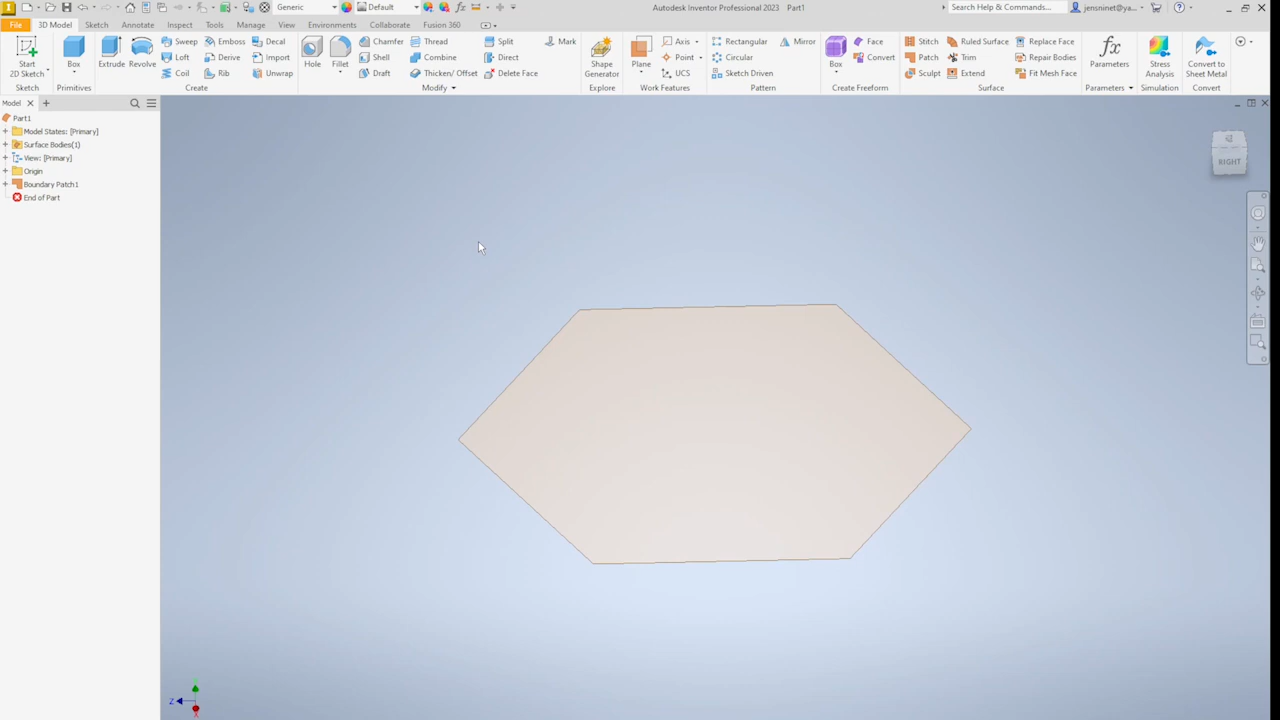 Generic
Default
Autodesk Inventor Professional 2023 Part1
Search Help & Commands...
jensninet@ya...
File
3D Model
Sketch
Annotate
Inspect
Tools
Manage
View
Environments
Collaborate
Fusion 360
Start
2D Sketch
Box
Primitives
Extrude
Revolve
Sweep
Loft
Coil
Emboss
Derive
Rib
Decal
Import
Unwrap
Create
Hole
Fillet
Chamfer
Shell
Draft
Thread
Combine
Thicken/ Offset
Split
Direct
Delete Face
Mark
Modify
Shape
Generator
Explore
Plane
Axis
Point
UCS
Work Features
Rectangular
Circular
Sketch Driven
Mirror
Pattern
Box
Face
Convert
Create Freeform
Stitch
Patch
Sculpt
Ruled Surface
Trim
Extend
Replace Face
Repair Bodies
Fit Mesh Face
Surface
fx
Parameters
Parameters
Stress
Analysis
Simulation
Convert to
Sheet Metal
Convert
Model
Part1
Model States: [Primary]
Surface Bodies(1)
View: [Primary]
Origin
Boundary Patch1
End of Part
RIGHT
Z
X